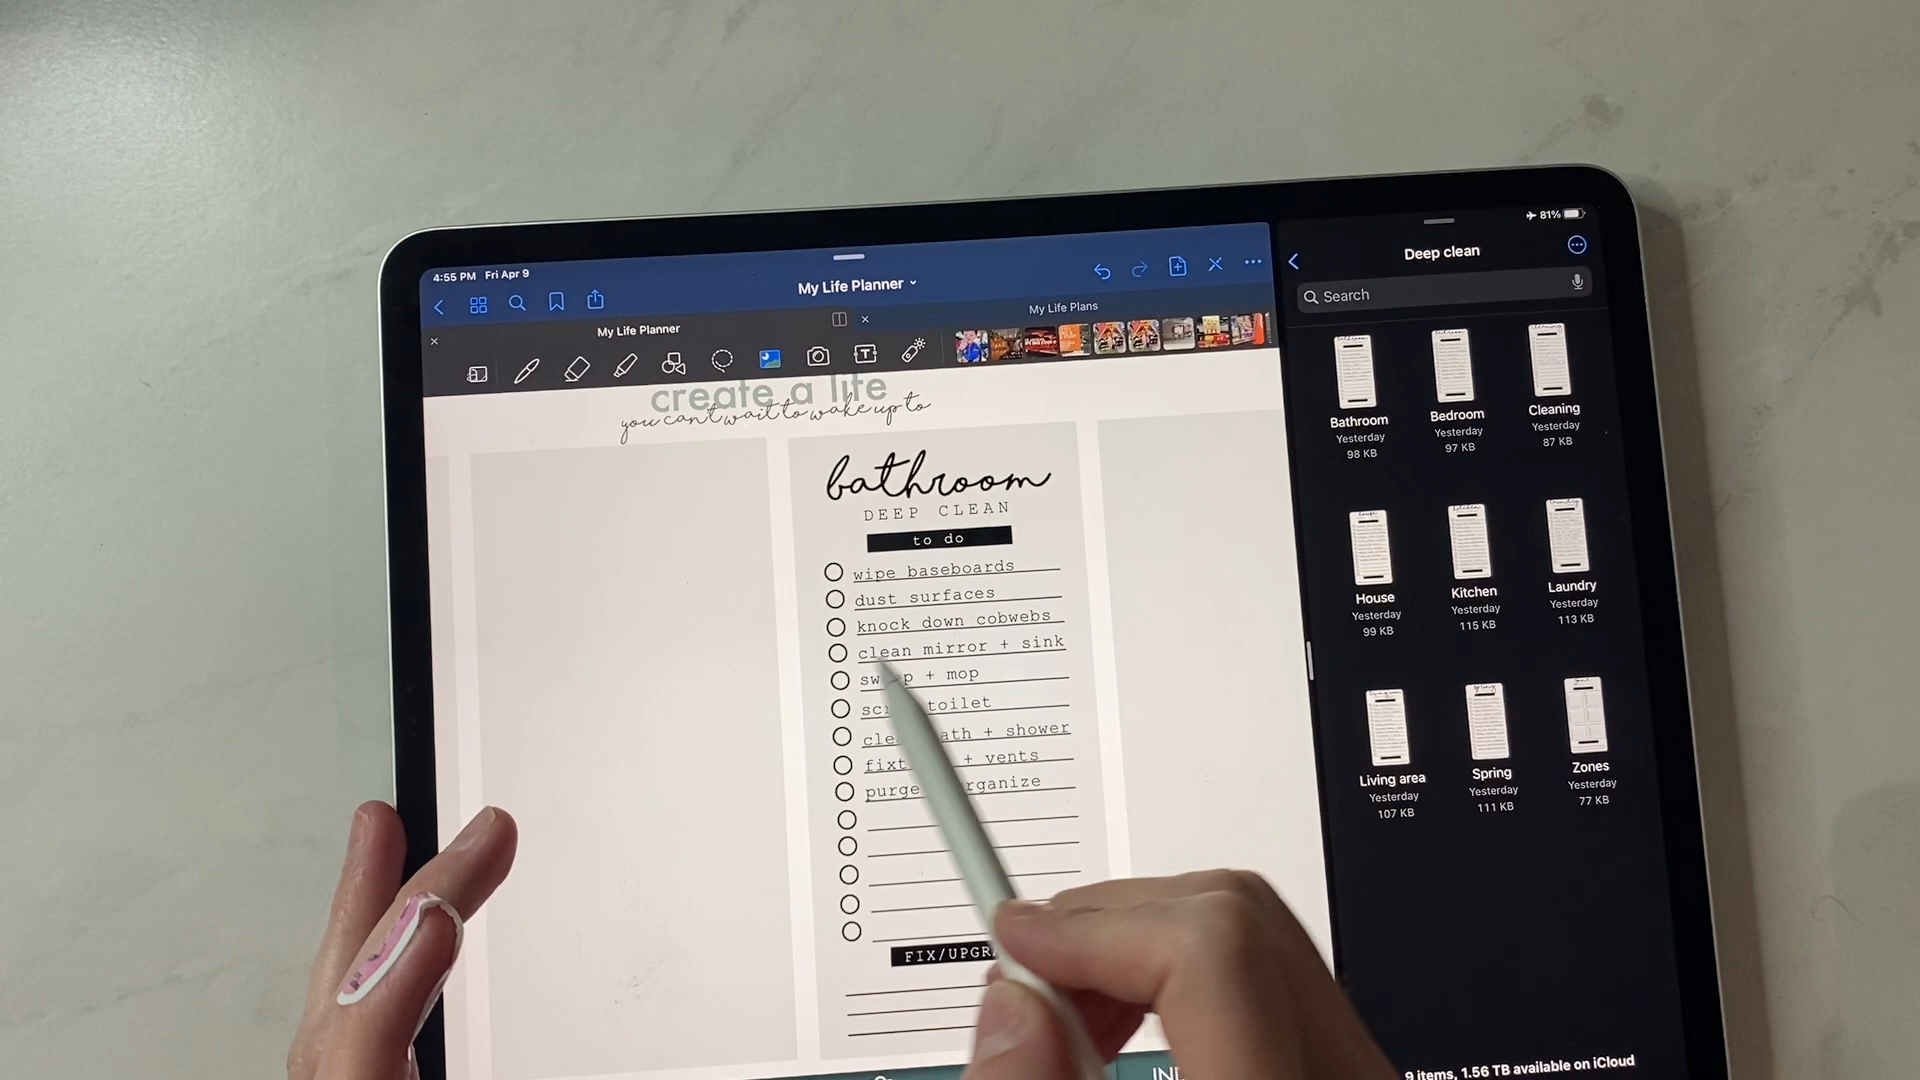 4:55 PM Fri Apr 9
My Life Planner
My Life Planner
My Life Plans
create a life
you can't wait to wake up to
bathroom
DEEP CLEAN
to do
wipe baseboards
dust surfaces
knock down cobwebs
clean mirror + sink
+ mop
toilet
+ shower
+ vents
purge
FIX/
81%
Deep clean
Search
Bathroom
Yesterday
98 KB
Bedroom
Yesterday
97 KB
Cleaning
Yesterday
87 KB
House
Yesterday
99 KB
Kitchen
Yesterday
115 KB
Laundry
Yesterday
113 KB
Living area
Yesterday
107 KB
Spring
Yesterday
111 KB
Zones
Yesterday
77 KB
9 items, 1.56 TB available on iCloud